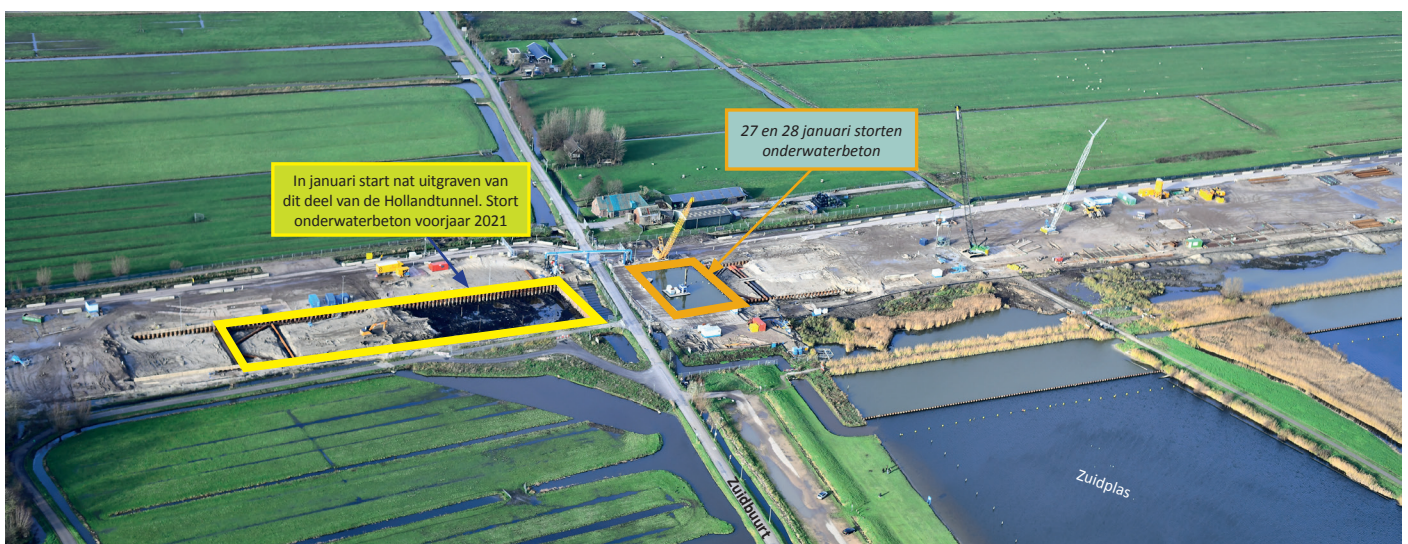 27 en 28 januari storten
onderwaterbeton
In januari start nat uitgraven van
dit deel van de Hollandtunnel. Stort
onderwaterbeton voorjaar 2021
Zuidbuurt
Zuidplas